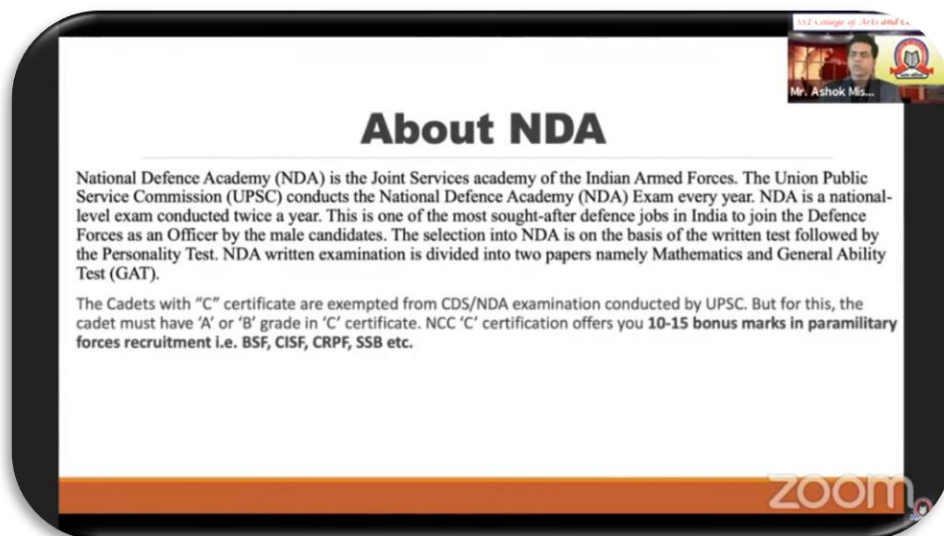 SST College of Arts and C
Mr. Ashok Mis...
About NDA
National Defence Academy (NDA) is the Joint Services academy of the Indian Armed Forces. The Union Public
Service Commission (UPSC) conducts the National Defence Academy (NDA) Exam every year. NDA is a national-
level exam conducted twice a year. This is one of the most sought-after defence jobs in India to join the Defence
Forces as an Officer by the male candidates. The selection into NDA is on the basis of the written test followed by
the Personality Test. NDA written examination is divided into two papers namely Mathematics and General Ability
Test (GAT).
The Cadets with “C” certificate are exempted from CDS/NDA examination conducted by UPSC. But for this, the
cadet must have ‘A’ or ‘B’ grade in ‘C’ certificate. NCC ‘C’ certification offers you 10-15 bonus marks in paramilitary
forces recruitment i.e. BSF, CISF, CRPF, SSB etc.
zoom